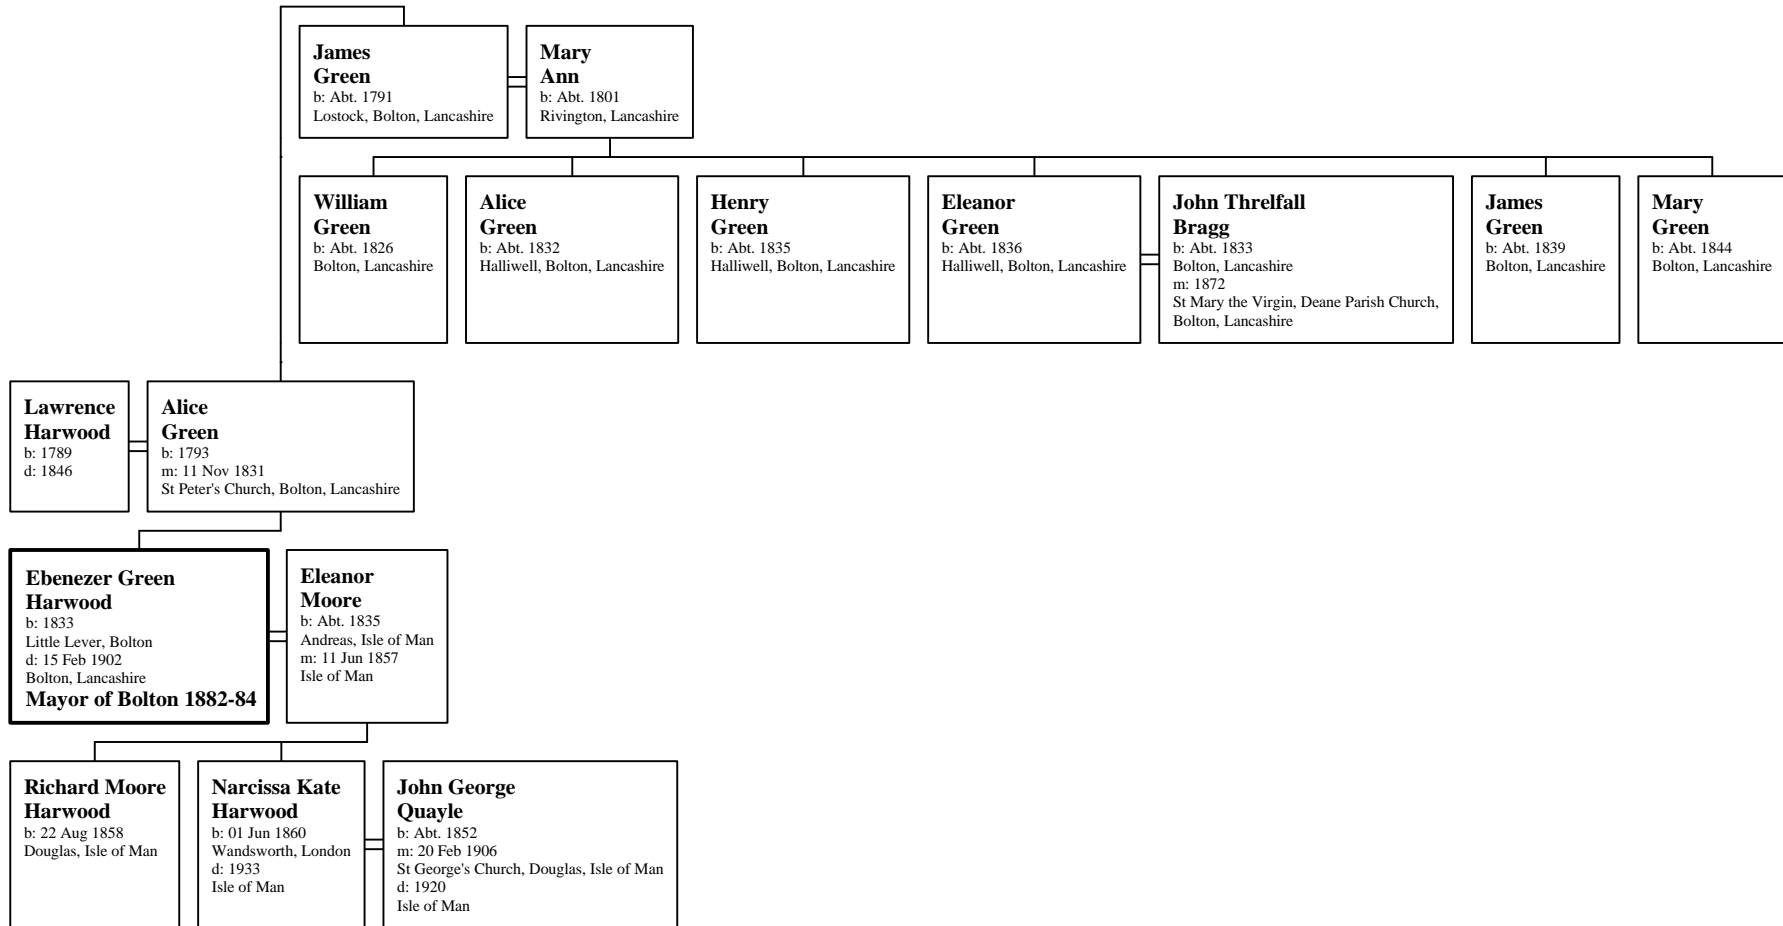 James
Green
b: Abt. 1791
Lostock, Bolton, Lancashire
Mary
Ann
b: Abt. 1801
Rivington, Lancashire
William
Green
b: Abt. 1826
Bolton, Lancashire
Alice
Green
b: Abt. 1832
Halliwell, Bolton, Lancashire
Henry
Green
b: Abt. 1835
Halliwell, Bolton, Lancashire
Eleanor
Green
b: Abt. 1836
Halliwell, Bolton, Lancashire
John Threlfall
Bragg
b: Abt. 1833
Bolton, Lancashire
m: 1872
St Mary the Virgin, Deane Parish Church,
Bolton, Lancashire
James
Green
b: Abt. 1839
Bolton, Lancashire
Mary
Green
b: Abt. 1844
Bolton, Lancashire
Lawrence
Harwood
b: 1789
d: 1846
Alice
Green
b: 1793
m: 11 Nov 1831
St Peter's Church, Bolton, Lancashire
Ebenezer Green
Harwood
b: 1833
Little Lever, Bolton
d: 15 Feb 1902
Bolton, Lancashire
Mayor of Bolton 1882-84
Eleanor
Moore
b: Abt. 1835
Andreas, Isle of Man
m: 11 Jun 1857
Isle of Man
Richard Moore
Harwood
b: 22 Aug 1858
Douglas, Isle of Man
Narcissa Kate
Harwood
b: 01 Jun 1860
Wandsworth, London
d: 1933
Isle of Man
John George
Quayle
b: Abt. 1852
m: 20 Feb 1906
St George's Church, Douglas, Isle of Man
d: 1920
Isle of Man